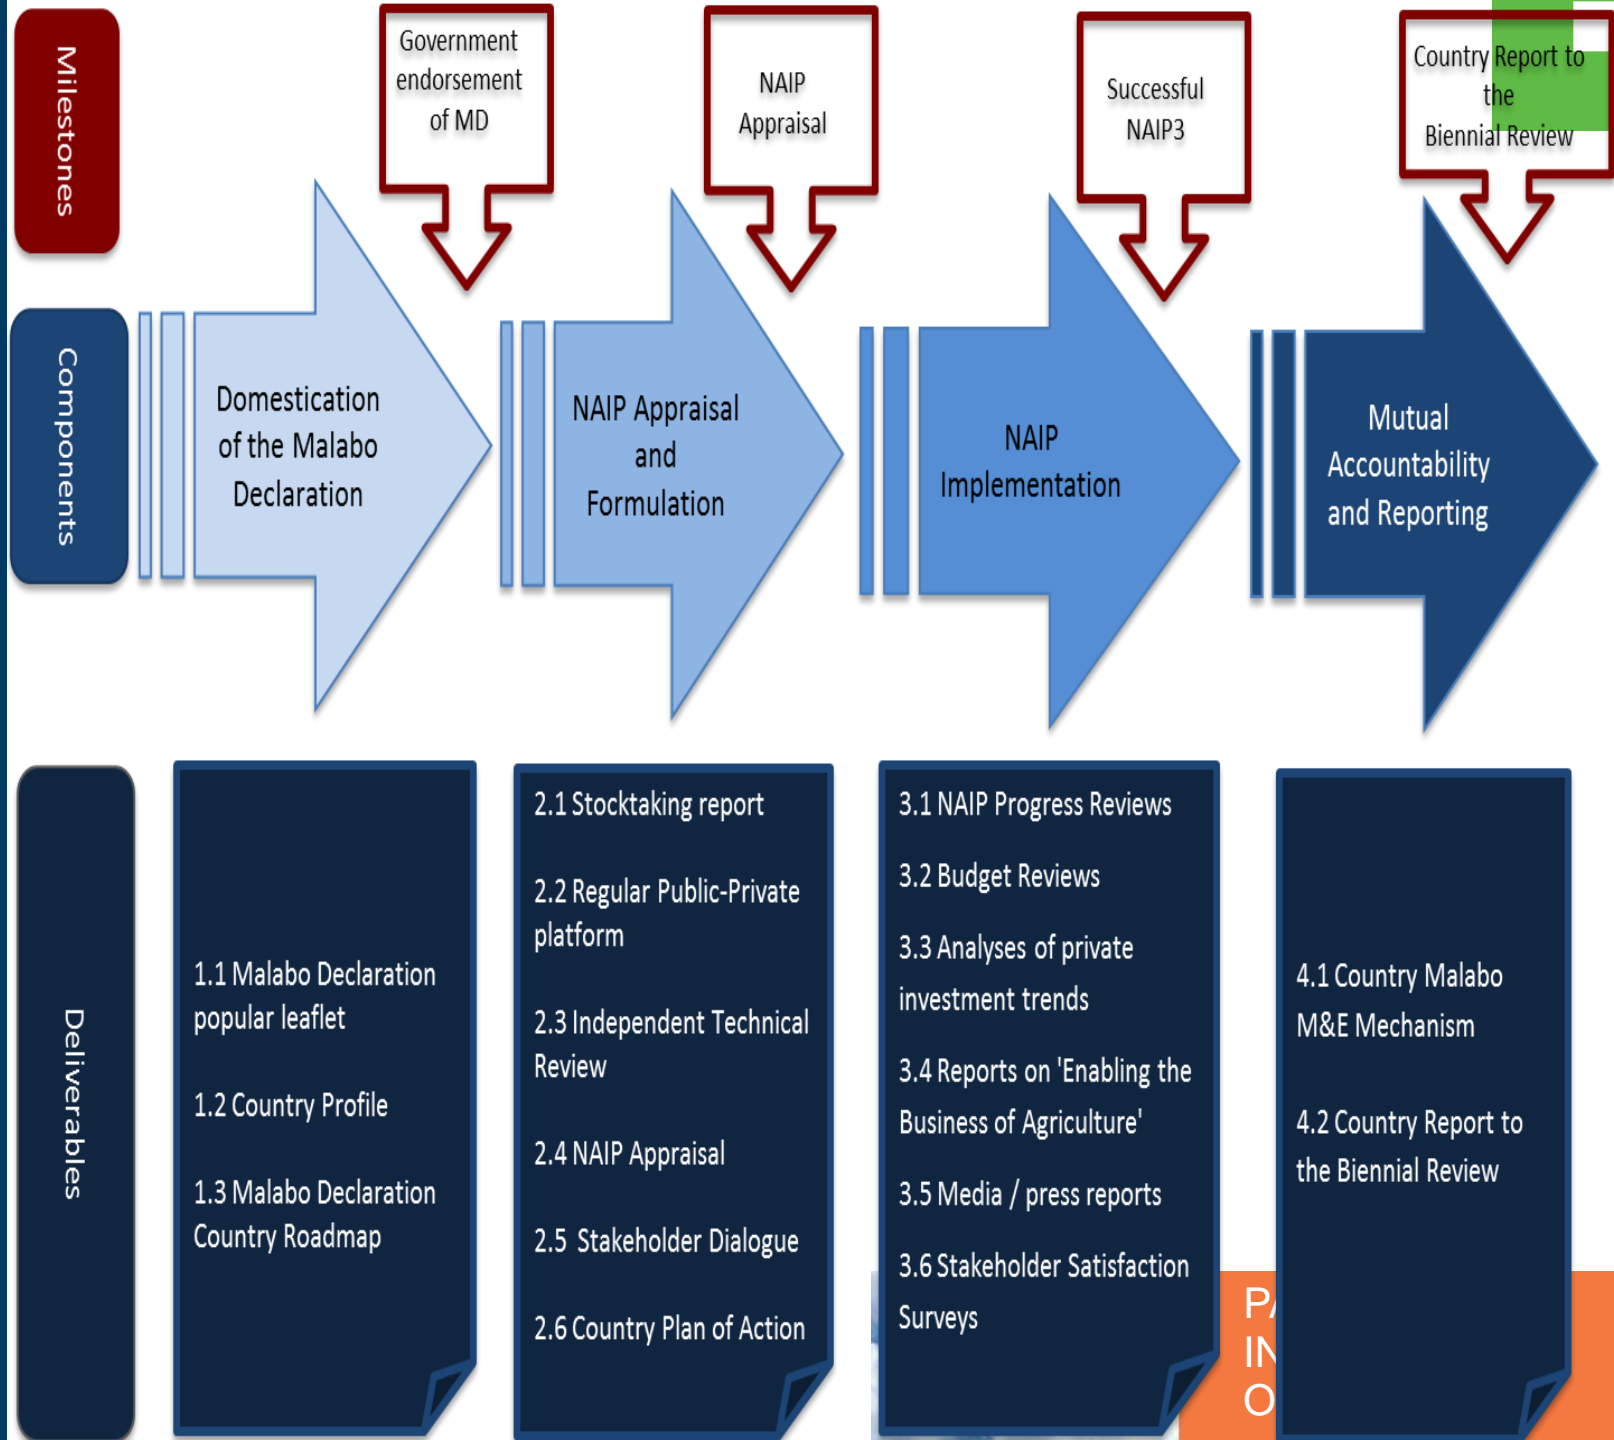 Milestones
Government
endorsement
of MD
NAIP
Appraisal
Successful
NAIP3
Country Report to
the
Biennial Review
Components
Domestication
of the Malabo
Declaration
NAIP Appraisal
and
Formulation
NAIP
Implementation
Mutual
Accountability
and Reporting
Deliverables
1.1 Malabo Declaration
popular leaflet
1.2 Country Profile
1.3 Malabo Declaration
Country Roadmap
2.1 Stocktaking report
2.2 Regular Public-Private
platform
2.3 Independent Technical
Review
2.4 NAIP Appraisal
2.5 Stakeholder Dialogue
2.6 Country Plan of Action
3.1 NAIP Progress Reviews
3.2 Budget Reviews
3.3 Analyses of private
investment trends
3.4 Reports on 'Enabling the
Business of Agriculture'
3.5 Media / press reports
3.6 Stakeholder Satisfaction
Surveys
4.1 Country Malabo
M&E Mechanism
4.2 Country Report to
the Biennial Review